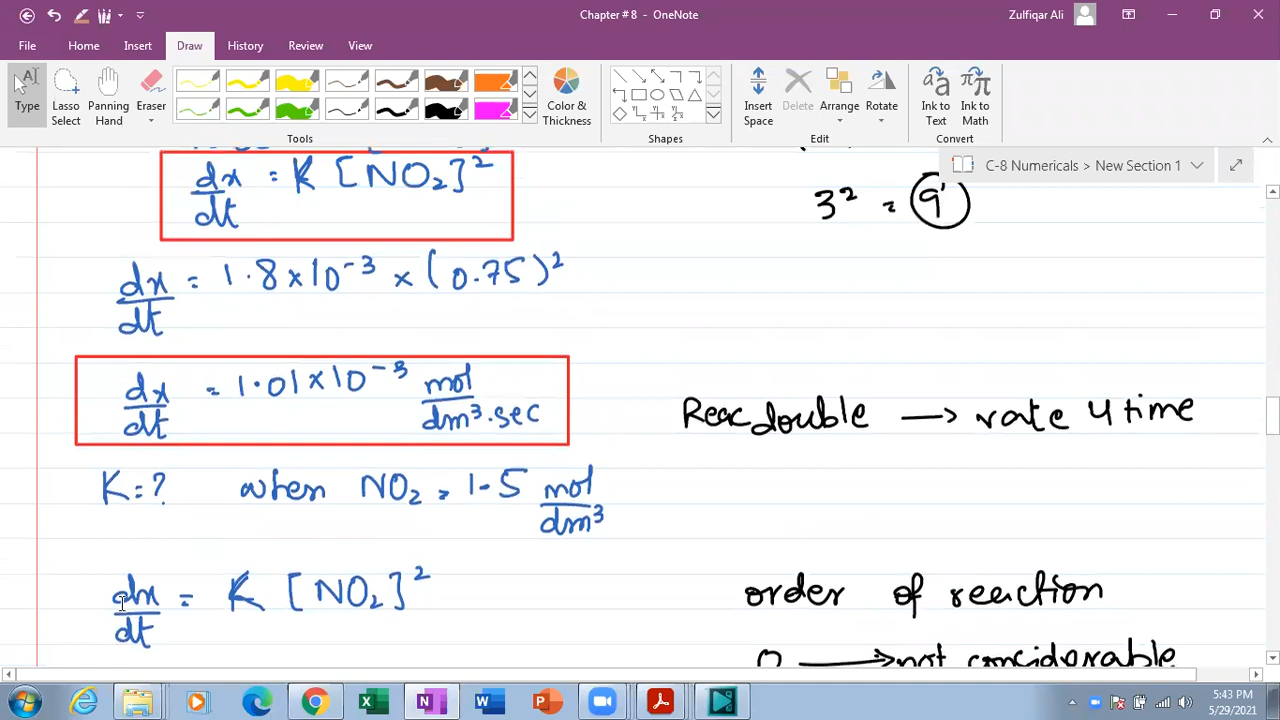 Chapter # 8 - OneNote
Zulfiqar Ali
File Home Insert Draw History Review View
Type
Lasso Select
Panning Hand
Eraser
Color & Thickness
Insert Space
Delete
Arrange
Rotate
Ink to Text
Ink to Math
Tools
Shapes
Edit
Convert
C-8 Numericals > New Section 1
dx/dt = K [NO₂]²
3² = 9
dx/dt = 1.8×10⁻³ × (0.75)²
dx/dt = 1.01×10⁻³ mol/dm³.sec
Reac double → rate 4 time
K=? when NO₂ = 1.5 mol/dm³
dx/dt = K [NO₂]²
order of reaction
0 → not considorable
5:43 PM
5/29/2021